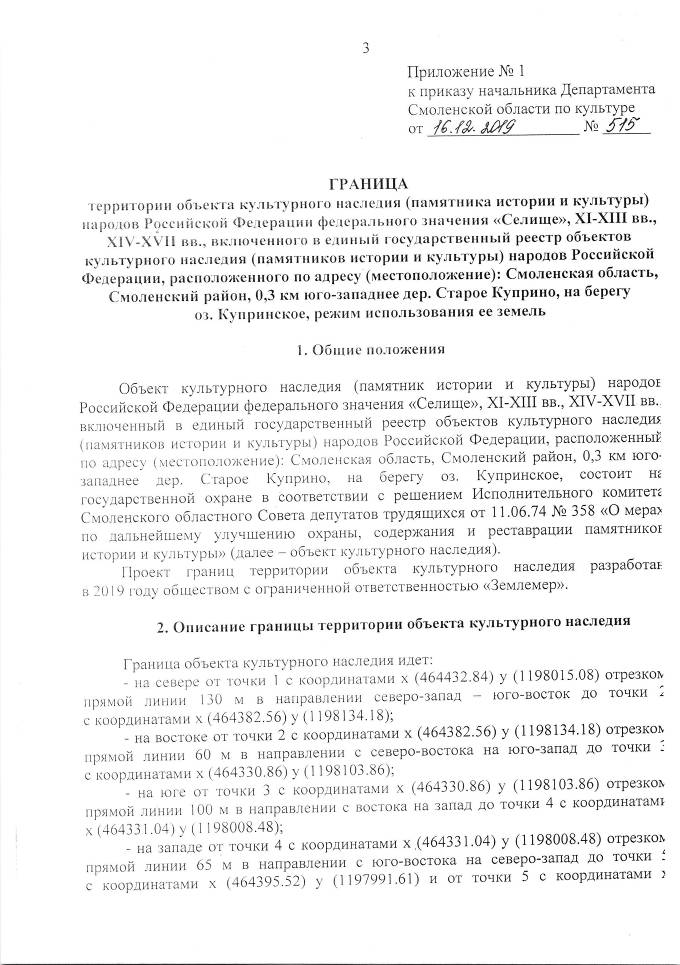 3
Приложение № 1
к приказу начальника Департамента
Смоленской области по культуре
от 16.12.2019 № 515
ГРАНИЦА
территории объекта культурного наследия (памятника истории и культуры)
народов Российской Федерации федерального значения «Селище», XI-XIII вв.,
XIV-XVII вв., включенного в единый государственный реестр объектов
культурного наследия (памятников истории и культуры) народов Российской
Федерации, расположенного по адресу (местоположение): Смоленская область,
Смоленский район, 0,3 км юго-западнее дер. Старое Куприно, на берегу
оз. Купринское, режим использования ее земель
1. Общие положения
Объект культурного наследия (памятник истории и культуры) народов
Российской Федерации федерального значения «Селище», XI-XIII вв., XIV-XVII вв.,
включенный в единый государственный реестр объектов культурного наследия
(памятников истории и культуры) народов Российской Федерации, расположенный
по адресу (местоположение): Смоленская область, Смоленский район, 0,3 км юго-
западнее дер. Старое Куприно, на берегу оз. Купринское, состоит на
государственной охране в соответствии с решением Исполнительного комитета
Смоленского областного Совета депутатов трудящихся от 11.06.74 № 358 «О мерах
по дальнейшему улучшению охраны, содержания и реставрации памятников
истории и культуры» (далее – объект культурного наследия).
Проект границ территории объекта культурного наследия разработан
в 2019 году обществом с ограниченной ответственностью «Землемер».
2. Описание границы территории объекта культурного наследия
Граница объекта культурного наследия идет:
- на севере от точки 1 с координатами x (464432.84) y (1198015.08) отрезком
прямой линии 130 м в направлении северо-запад – юго-восток до точки 2
с координатами x (464382.56) y (1198134.18);
- на востоке от точки 2 с координатами x (464382.56) y (1198134.18) отрезком
прямой линии 60 м в направлении с северо-востока на юго-запад до точки 3
с координатами x (464330.86) y (1198103.86);
- на юге от точки 3 с координатами x (464330.86) y (1198103.86) отрезком
прямой линии 100 м в направлении с востока на запад до точки 4 с координатами
x (464331.04) y (1198008.48);
- на западе от точки 4 с координатами x (464331.04) y (1198008.48) отрезком
прямой линии 65 м в направлении с юго-востока на северо-запад до точки 5
с координатами x (464395.52) y (1197991.61) и от точки 5 с координатами x